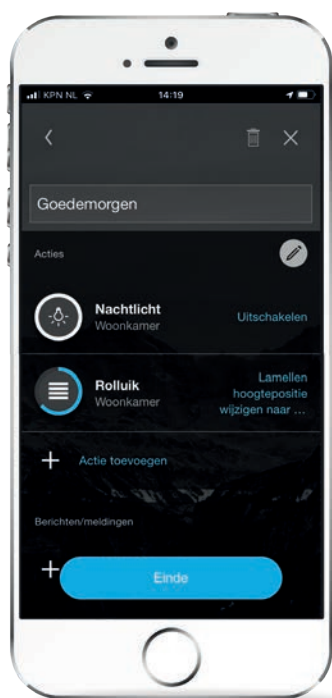 KPN NL 14:19
Goedemorgen
Acties
Nachtlicht
Woonkamer
Uitschakelen
Rolluik
Woonkamer
Lamellen
hoogtepositie
wijzigen naar ...
+ Actie toevoegen
Berichten/meldingen
+
Einde